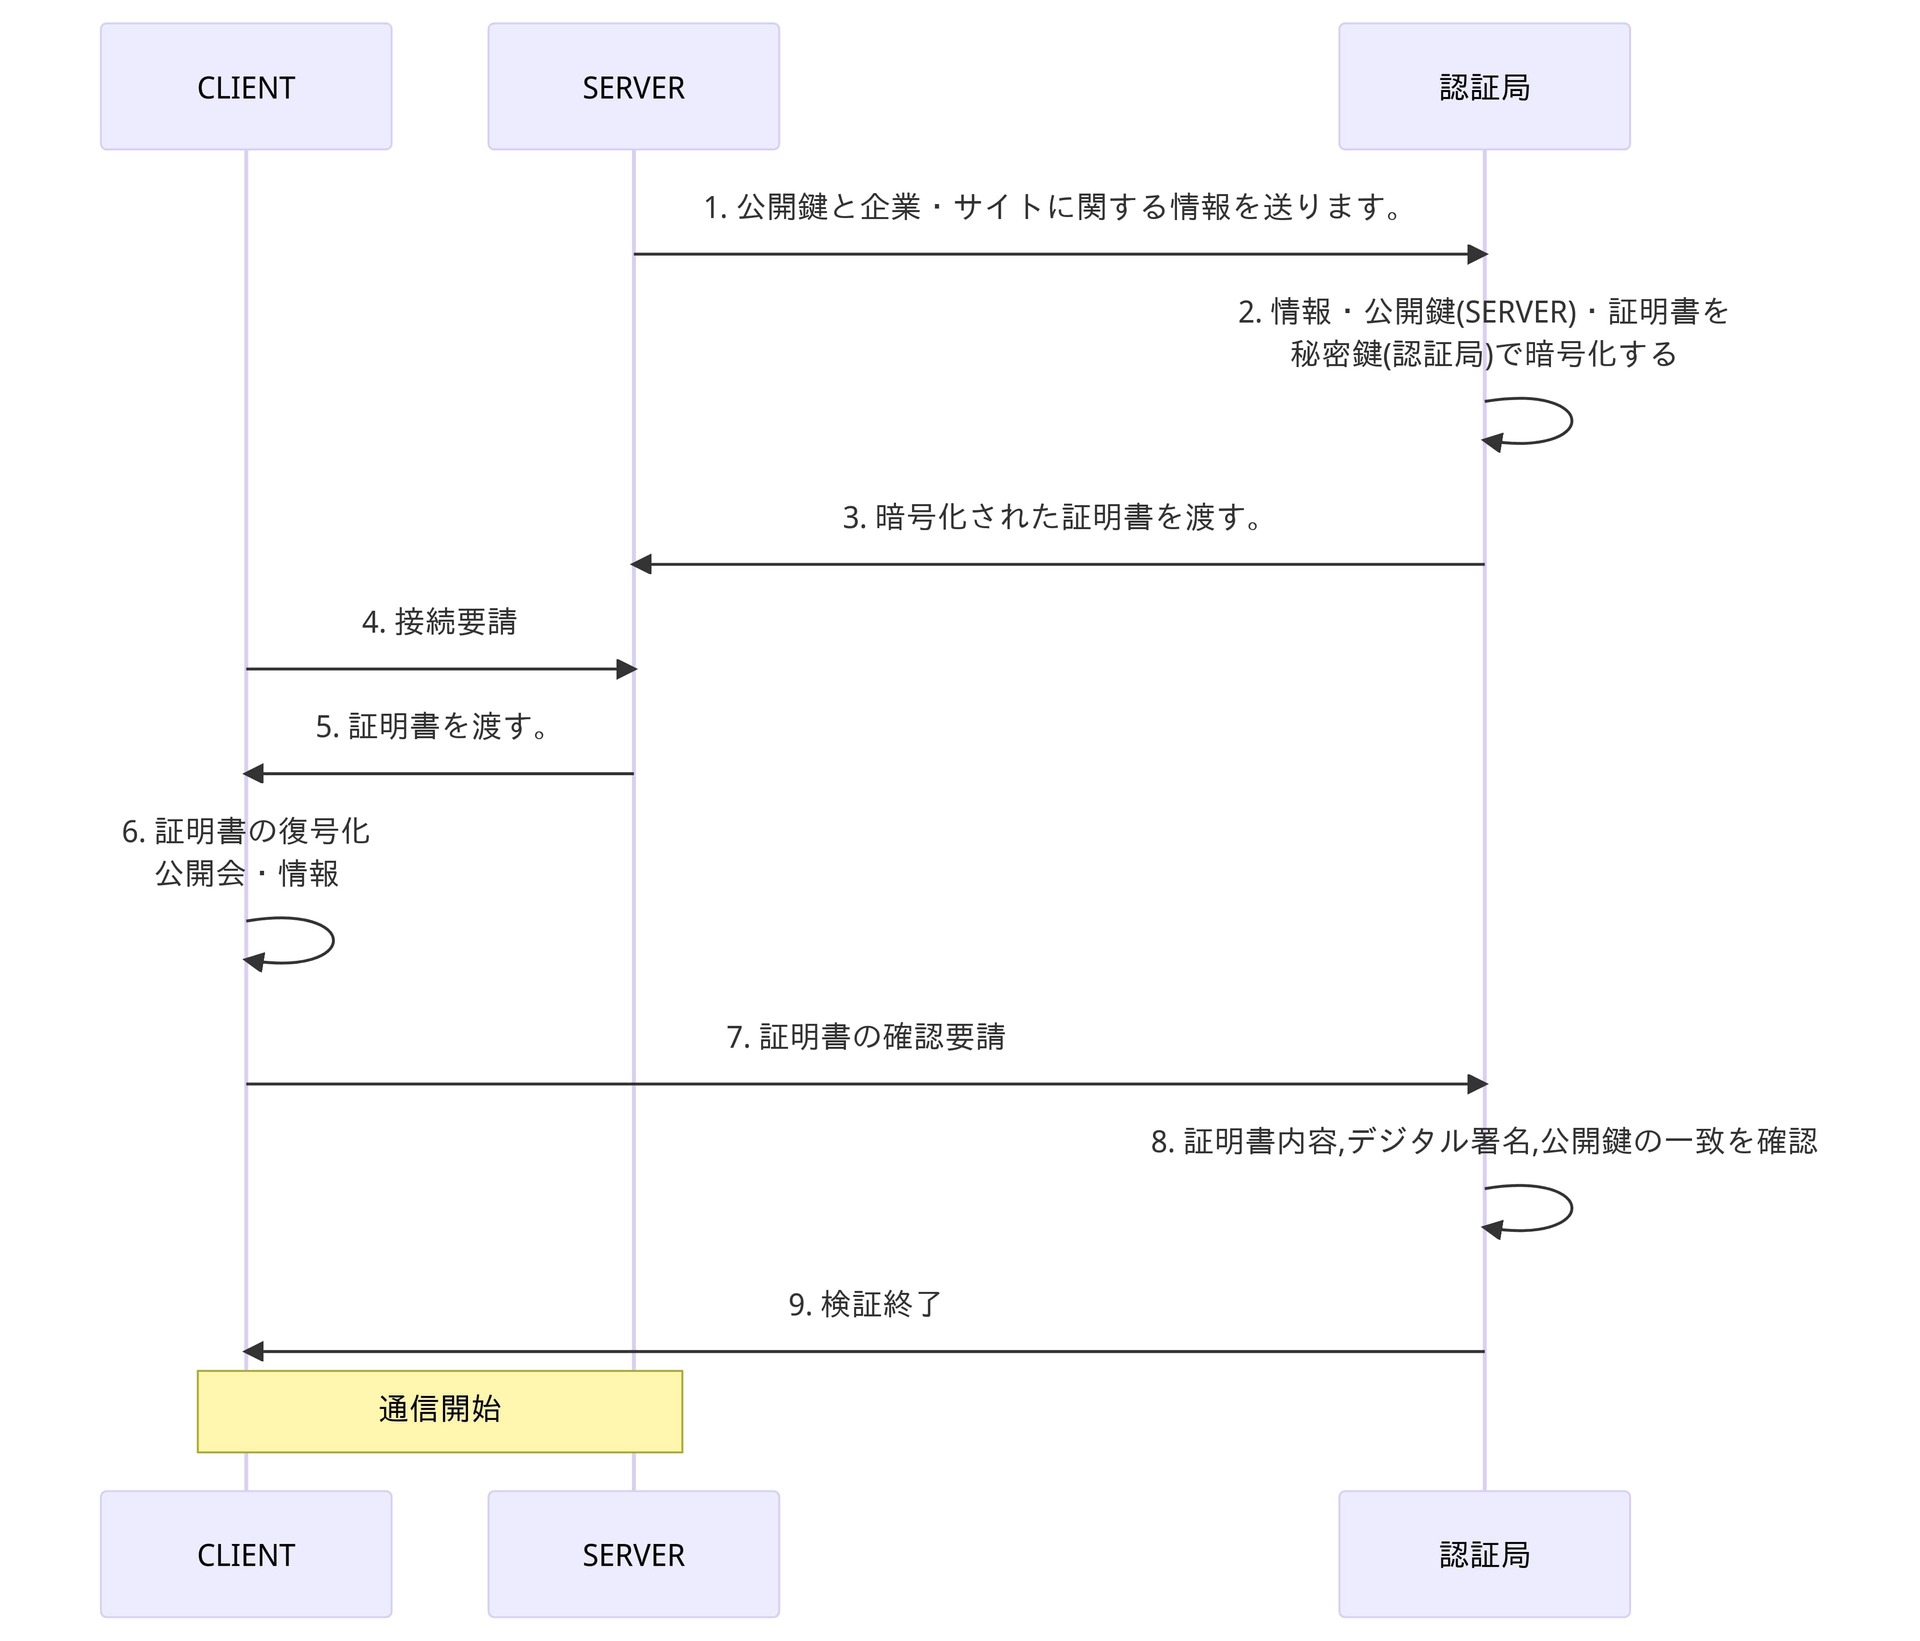 CLIENT
SERVER
認証局
1. 公開鍵と企業・サイトに関する情報を送ります。
2. 情報・公開鍵(SERVER)・証明書を
秘密鍵(認証局)で暗号化する
3. 暗号化された証明書を渡す。
4. 接続要請
5. 証明書を渡す。
6. 証明書の復号化
公開会・情報
7. 証明書の確認要請
8. 証明書内容,デジタル署名,公開鍵の一致を確認
9. 検証終了
通信開始
CLIENT
SERVER
認証局